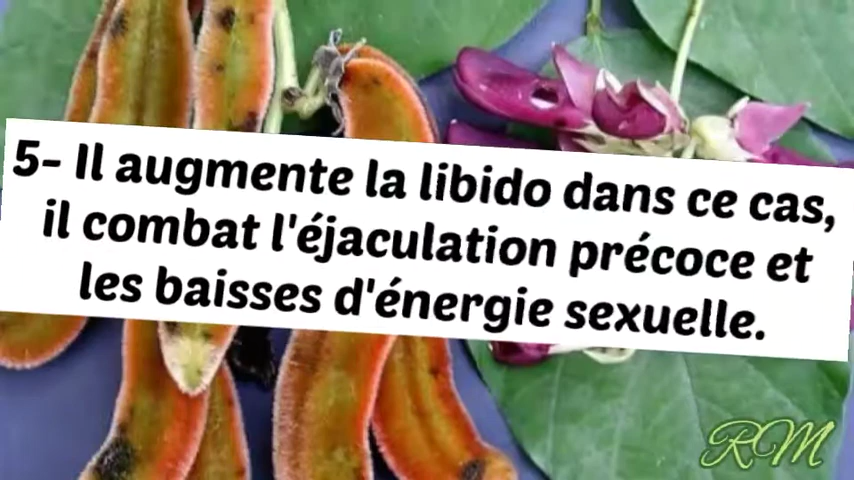 5- Il augmente la libido dans ce cas,
il combat l'éjaculation précoce et
les baisses d'énergie sexuelle.
RM